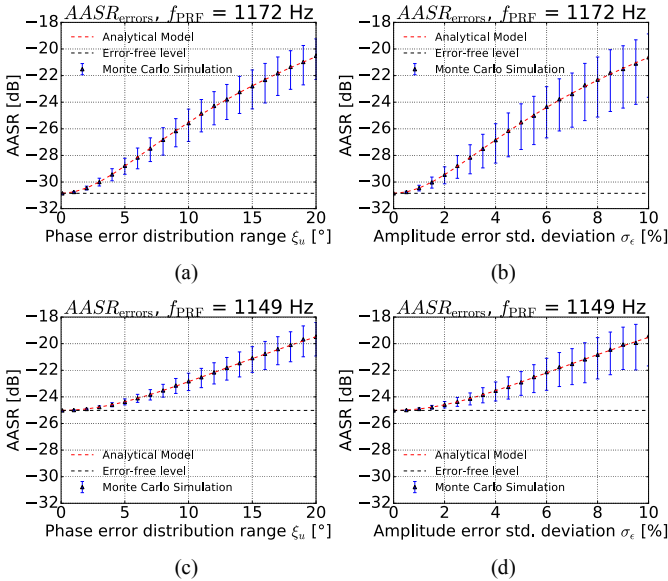 AASR_errors, f_PRF = 1172 Hz
−18
−20
−22
−24
−26
−28
−30
−32
AASR [dB]
Analytical Model
Error-free level
Monte Carlo Simulation
0 5 10 15 20
Phase error distribution range ξ_u [°]
(a)
AASR_errors, f_PRF = 1172 Hz
−18
−20
−22
−24
−26
−28
−30
−32
AASR [dB]
Analytical Model
Error-free level
Monte Carlo Simulation
0 2 4 6 8 10
Amplitude error std. deviation σ_ϵ [%]
(b)
AASR_errors, f_PRF = 1149 Hz
−18
−20
−22
−24
−26
−28
−30
−32
AASR [dB]
Analytical Model
Error-free level
Monte Carlo Simulation
0 5 10 15 20
Phase error distribution range ξ_u [°]
(c)
AASR_errors, f_PRF = 1149 Hz
−18
−20
−22
−24
−26
−28
−30
−32
AASR [dB]
Analytical Model
Error-free level
Monte Carlo Simulation
0 2 4 6 8 10
Amplitude error std. deviation σ_ϵ [%]
(d)